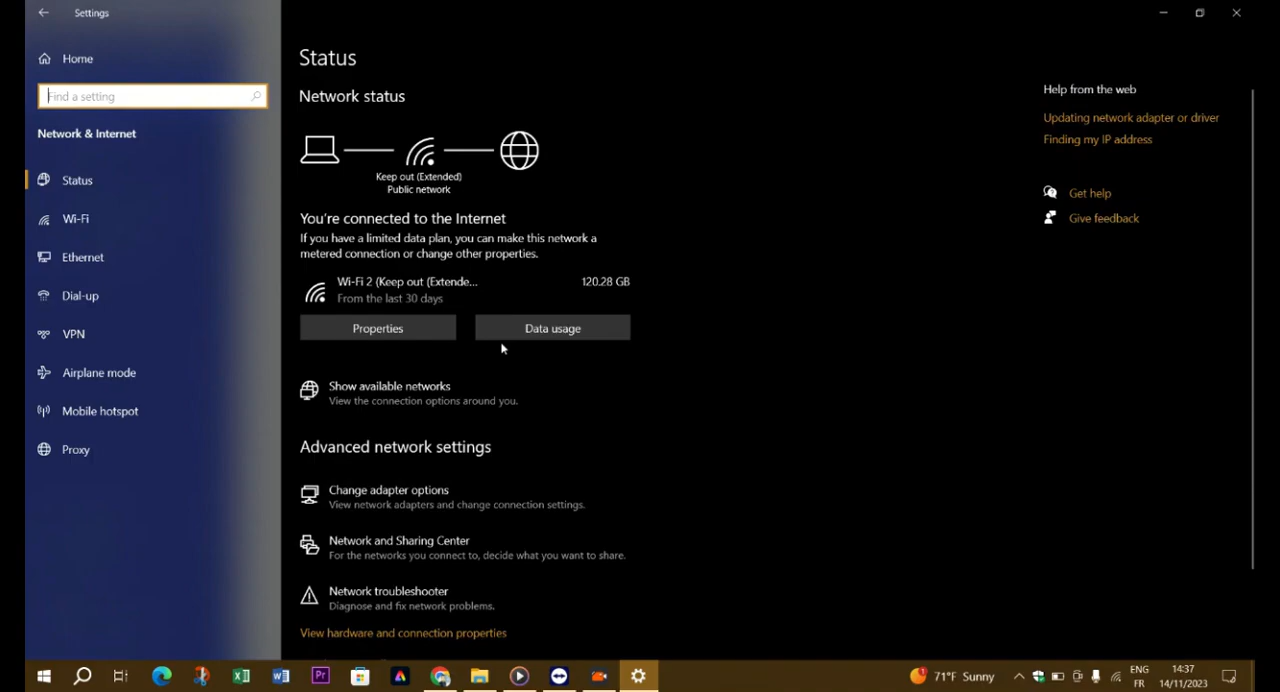 Settings
Home
Find a setting
Network & Internet
Status
Wi-Fi
Ethernet
Dial-up
VPN
Airplane mode
Mobile hotspot
Proxy
Status
Network status
Keep out (Extended)
Public network
You're connected to the Internet
If you have a limited data plan, you can make this network a
metered connection or change other properties.
Wi-Fi 2 (Keep out (Extende... 120.28 GB
From the last 30 days
Properties Data usage
Show available networks
View the connection options around you.
Advanced network settings
Change adapter options
View network adapters and change connection settings.
Network and Sharing Center
For the networks you connect to, decide what you want to share.
Network troubleshooter
Diagnose and fix network problems.
View hardware and connection properties
Help from the web
Updating network adapter or driver
Finding my IP address
Get help
Give feedback
Pr
71°F Sunny
ENG
FR
14:37
14/11/2023